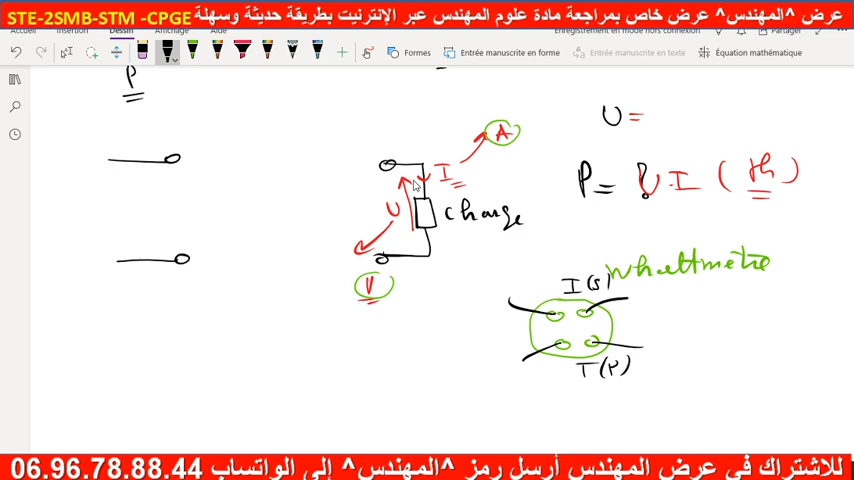 STE-2SMB-STM -CPGE عرض ^المهندس^ عرض خاص بمراجعة مادة علوم المهندس عبر الإنترنيت بطريقة حديثة وسهلة
Accueil Insertion Dessin Affichage Aide Enregistrement en mode hors connexion Partager
Formes Entrée manuscrite en forme Entrée manuscrite en texte Équation mathématique
P
U =
A
I
P = U.I (th)
U
charge
V
Whattmetre
I(s)
T(P)
للاشتراك في عرض المهندس أرسل رمز ^المهندس^ إلى الواتساب 06.96.78.88.44